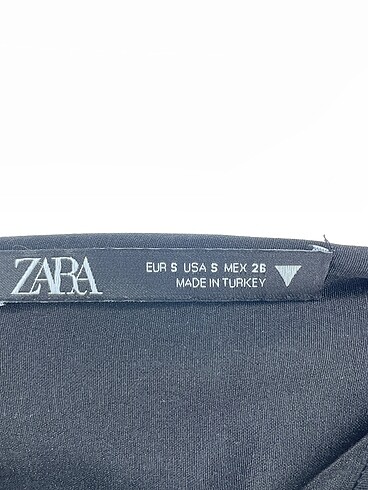 ZARA
EUR S USA S MEX 26
MADE IN TURKEY